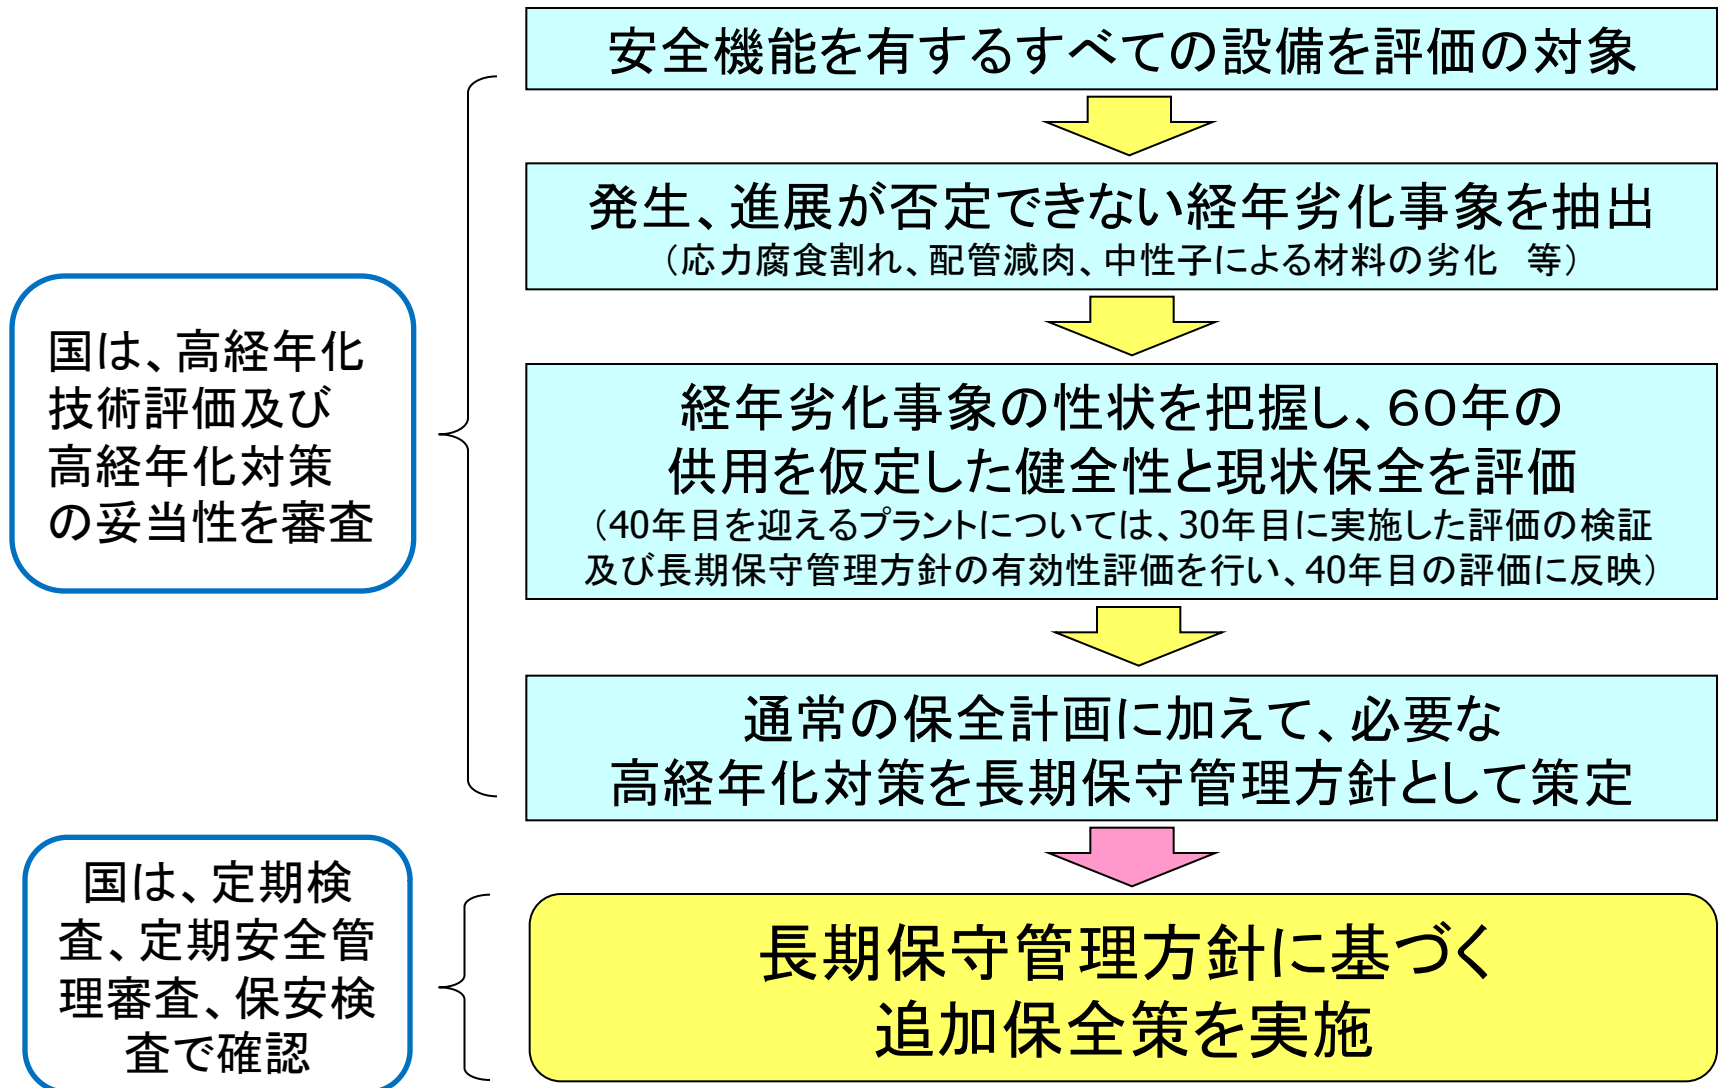 安全機能を有するすべての設備を評価の対象
発生、進展が否定できない経年劣化事象を抽出
（応力腐食割れ、配管減肉、中性子による材料の劣化　等）
経年劣化事象の性状を把握し、６０年の
供用を仮定した健全性と現状保全を評価
（40年目を迎えるプラントについては、30年目に実施した評価の検証
及び長期保守管理方針の有効性評価を行い、40年目の評価に反映）
通常の保全計画に加えて、必要な
高経年化対策を長期保守管理方針として策定
国は、高経年化
技術評価及び
高経年化対策
の妥当性を審査
長期保守管理方針に基づく
追加保全策を実施
国は、定期検
査、定期安全管
理審査、保安検
査で確認